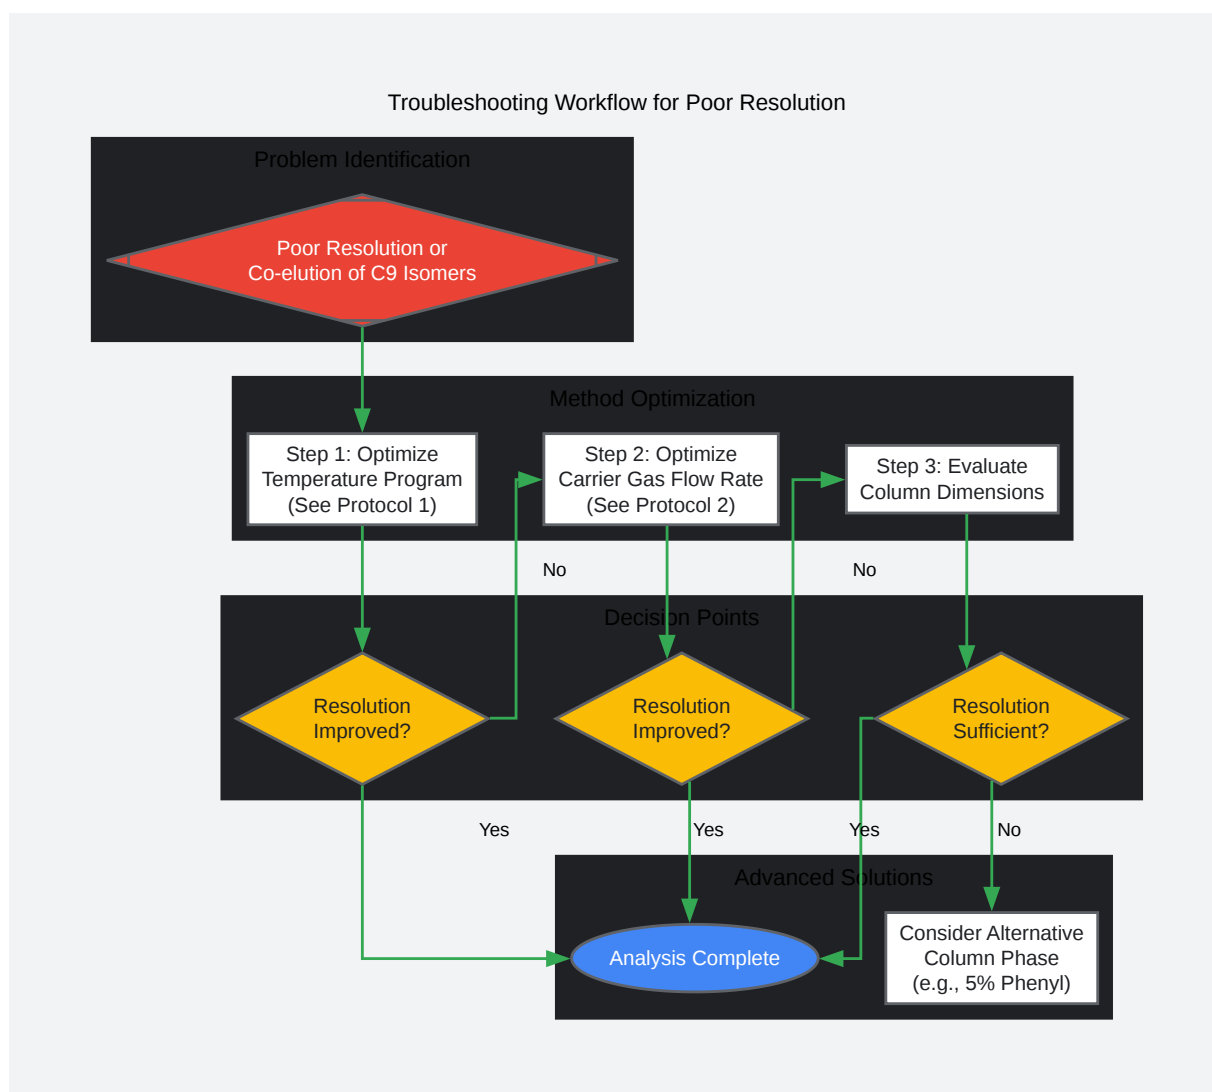 Troubleshooting Workflow for Poor Resolution
Problem Identification
Poor Resolution or
Co-elution of C9 Isomers
Method Optimization
Step 1: Optimize
Temperature Program
(See Protocol 1)
Step 2: Optimize
Carrier Gas Flow Rate
(See Protocol 2)
Step 3: Evaluate
Column Dimensions
No
No
Decision Points
Resolution
Improved?
Resolution
Improved?
Resolution
Sufficient?
Yes
Yes
Yes
No
Advanced Solutions
Analysis Complete
Consider Alternative
Column Phase
(e.g., 5% Phenyl)